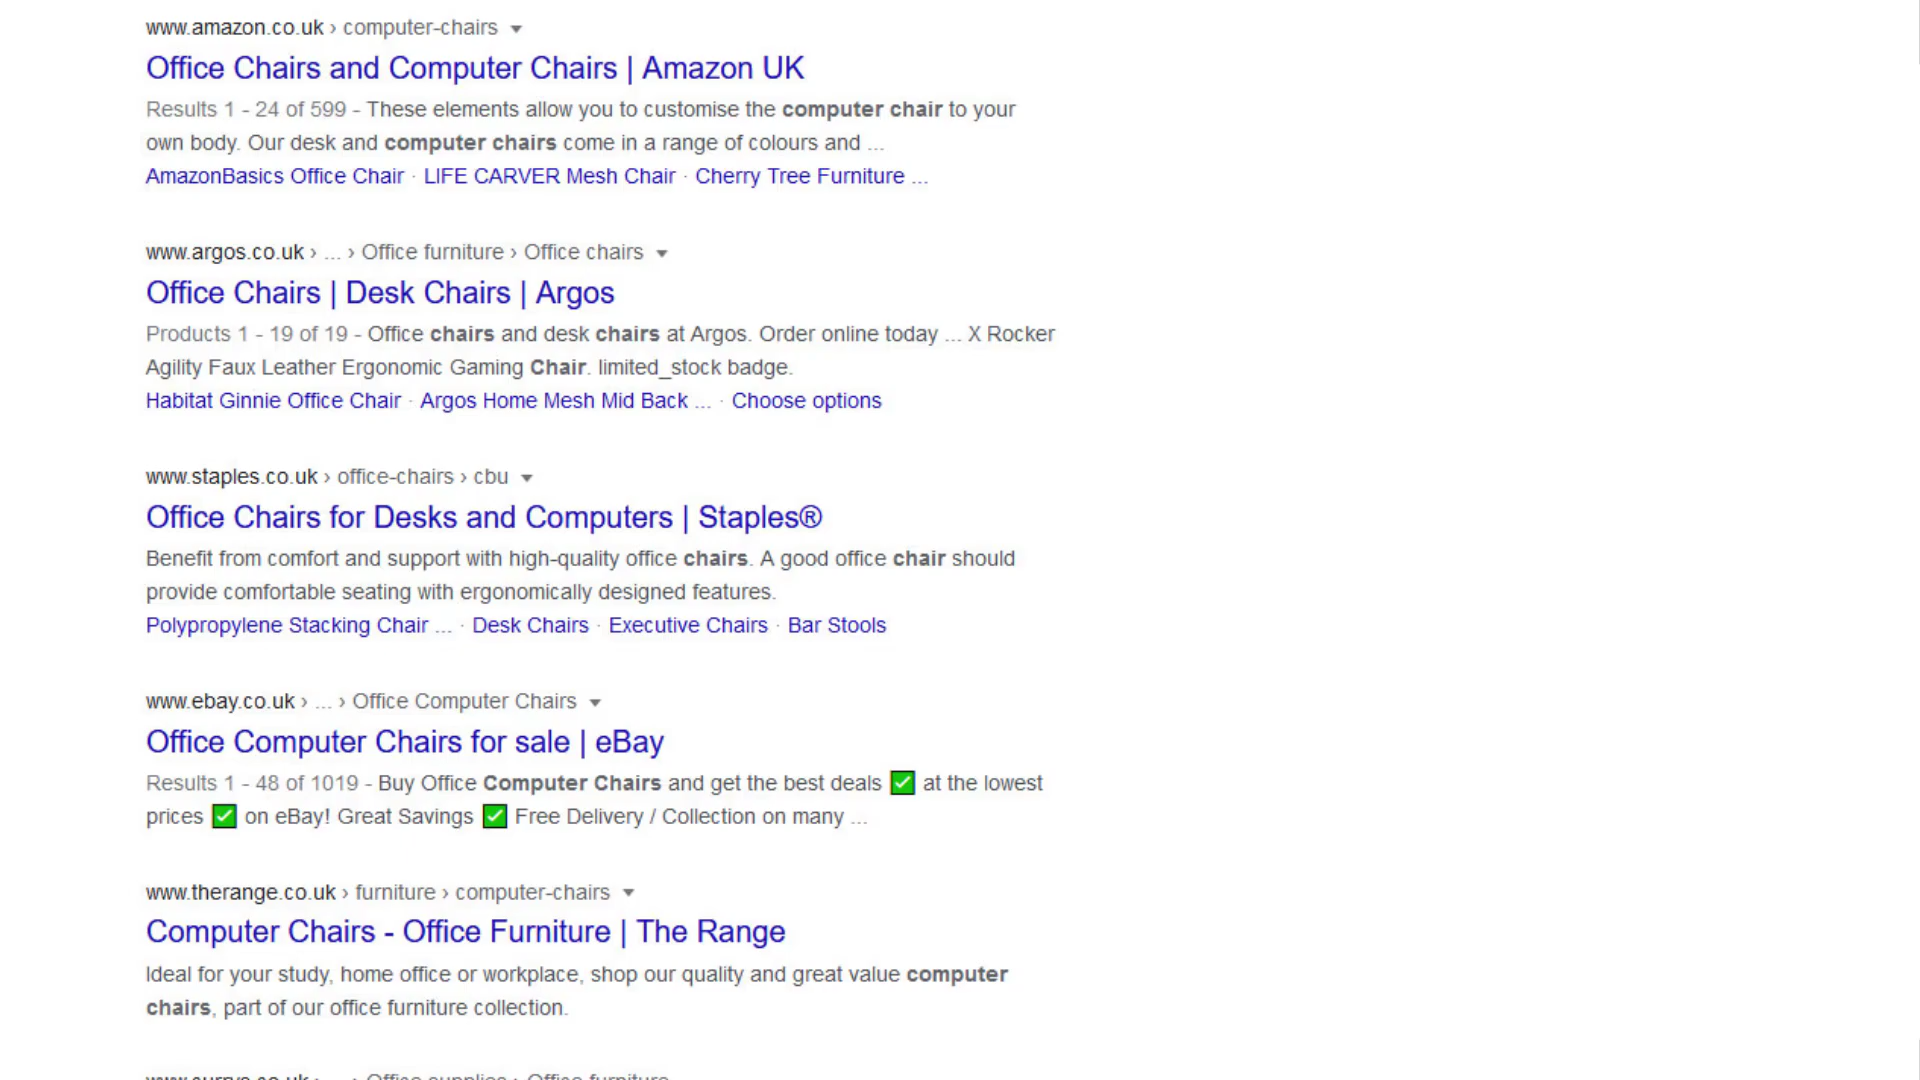 www.amazon.co.uk › computer-chairs
Office Chairs and Computer Chairs | Amazon UK
Results 1 - 24 of 599 - These elements allow you to customise the computer chair to your
own body. Our desk and computer chairs come in a range of colours and ...
AmazonBasics Office Chair · LIFE CARVER Mesh Chair · Cherry Tree Furniture ...
www.argos.co.uk › ... › Office furniture › Office chairs
Office Chairs | Desk Chairs | Argos
Products 1 - 19 of 19 - Office chairs and desk chairs at Argos. Order online today ... X Rocker
Agility Faux Leather Ergonomic Gaming Chair. limited_stock badge.
Habitat Ginnie Office Chair · Argos Home Mesh Mid Back ... · Choose options
www.staples.co.uk › office-chairs › cbu
Office Chairs for Desks and Computers | Staples®
Benefit from comfort and support with high-quality office chairs. A good office chair should
provide comfortable seating with ergonomically designed features.
Polypropylene Stacking Chair ... · Desk Chairs · Executive Chairs · Bar Stools
www.ebay.co.uk › ... › Office Computer Chairs
Office Computer Chairs for sale | eBay
Results 1 - 48 of 1019 - Buy Office Computer Chairs and get the best deals ✅ at the lowest
prices ✅ on eBay! Great Savings ✅ Free Delivery / Collection on many ...
www.therange.co.uk › furniture › computer-chairs
Computer Chairs - Office Furniture | The Range
Ideal for your study, home office or workplace, shop our quality and great value computer
chairs, part of our office furniture collection.
www.currys.co.uk › ... › Office supplies › Office furniture